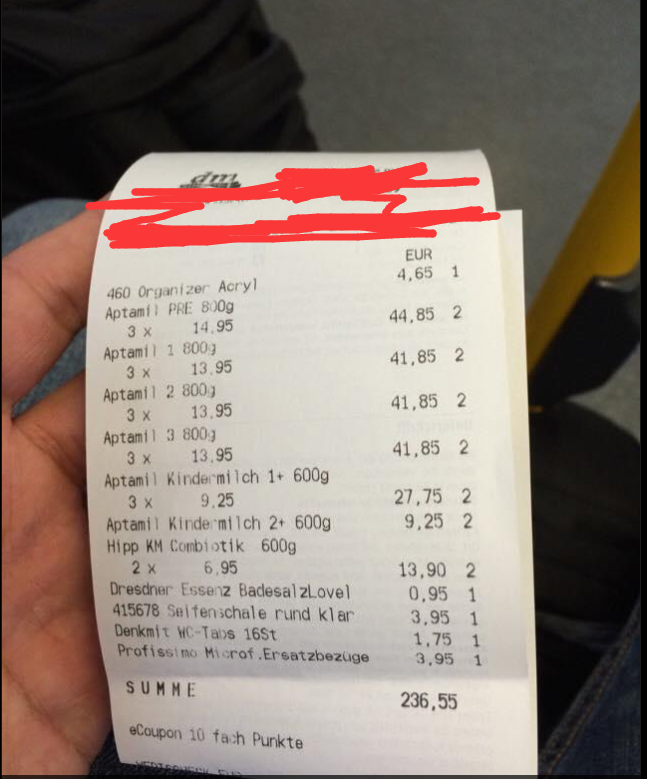 dm
EUR
460 Organizer Acryl 4,65 1
Aptamil PRE 800g 44,85 2
3 x 14,95
Aptamil 1 800g 41,85 2
3 x 13,95
Aptamil 2 800g 41,85 2
3 x 13,95
Aptamil 3 800g 41,85 2
3 x 13,95
Aptamil Kindermilch 1+ 600g
3 x 9,25 27,75 2
Aptamil Kindermilch 2+ 600g 9,25 2
Hipp KM Combiotik 600g
2 x 6,95 13,90 2
Dresdner Essenz BadesalzLovel 0,95 1
415678 Seifenschale rund klar 3,95 1
Denkmit WC-Tabs 16St 1,75 1
Profissimo Microf.Ersatzbezüge 3,95 1
SUMME 236,55
eCoupon 10 fach Punkte